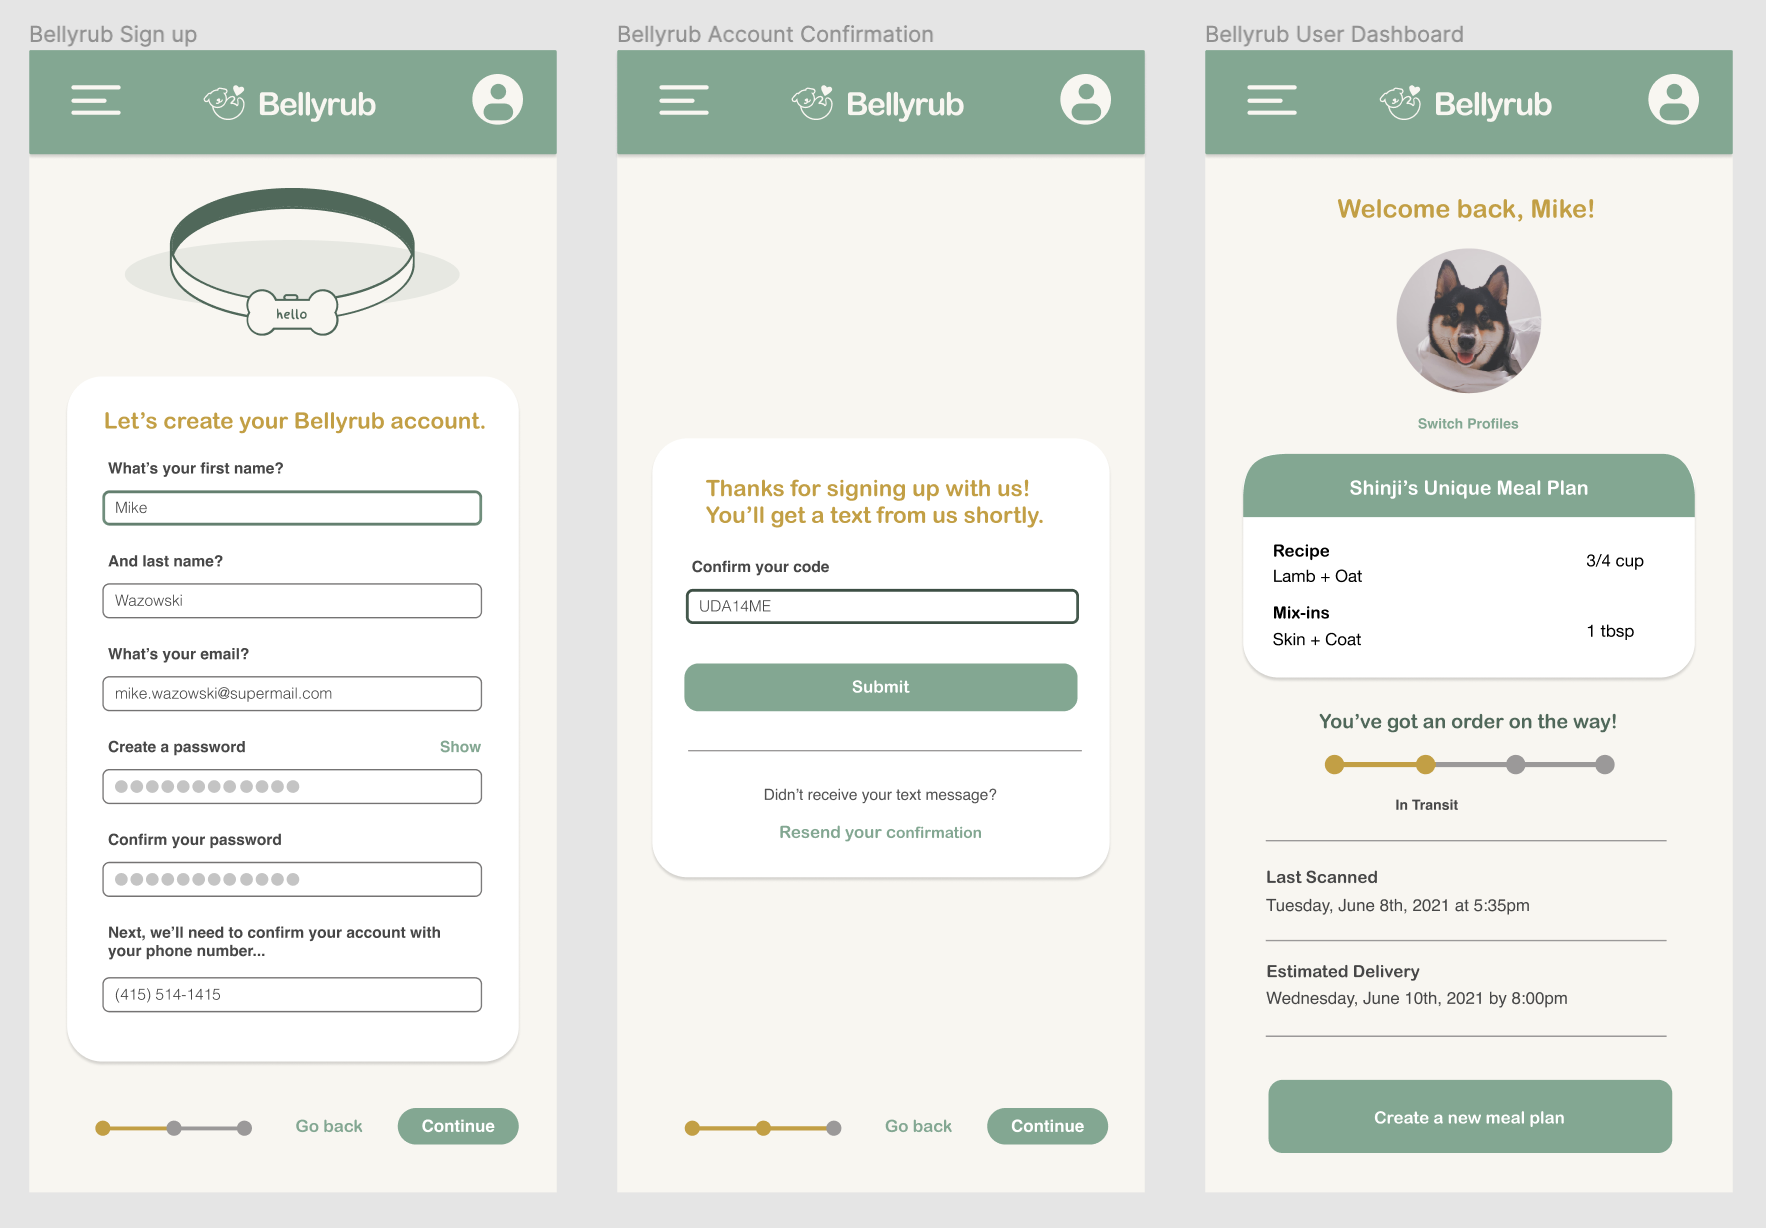 Bellyrub Sign up
Bellyrub
hello
Let's create your Bellyrub account.
What's your first name?
Mike
And last name?
Wazowski
What's your email?
mike.wazowski@supermail.com
Create a password
Show
Confirm your password
Next, we'll need to confirm your account with
your phone number...
(415) 514-1415
Go back
Continue
Bellyrub Account Confirmation
Bellyrub
Thanks for signing up with us!
You'll get a text from us shortly.
Confirm your code
UDA14ME
Submit
Didn't receive your text message?
Resend your confirmation
Go back
Continue
Bellyrub User Dashboard
Bellyrub
Welcome back, Mike!
Switch Profiles
Shinji's Unique Meal Plan
Recipe
Lamb + Oat
3/4 cup
Mix-ins
Skin + Coat
1 tbsp
You've got an order on the way!
In Transit
Last Scanned
Tuesday, June 8th, 2021 at 5:35pm
Estimated Delivery
Wednesday, June 10th, 2021 by 8:00pm
Create a new meal plan